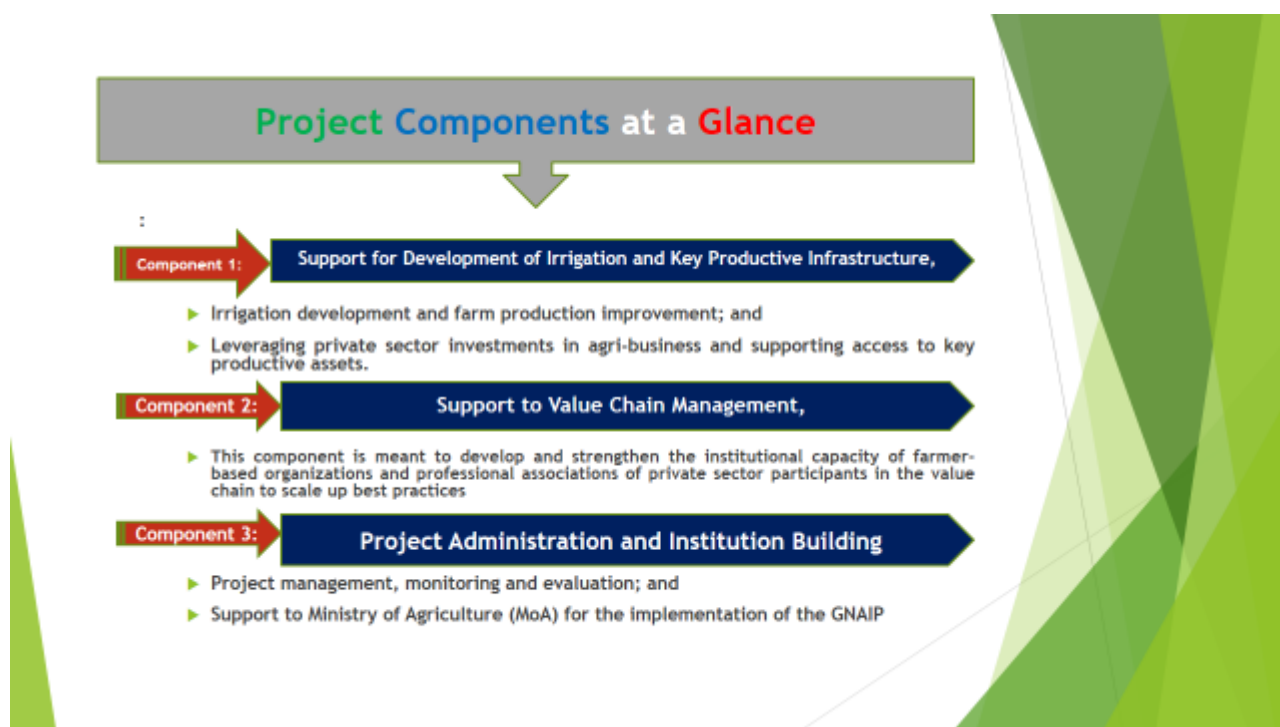 Project Components at a Glance
:
Component 1:
Support for Development of Irrigation and Key Productive Infrastructure,
Irrigation development and farm production improvement; and
Leveraging private sector investments in agri-business and supporting access to key
productive assets.
Component 2:
Support to Value Chain Management,
This component is meant to develop and strengthen the institutional capacity of farmer-
based organizations and professional associations of private sector participants in the value
chain to scale up best practices
Component 3:
Project Administration and Institution Building
Project management, monitoring and evaluation; and
Support to Ministry of Agriculture (MoA) for the implementation of the GNAIP